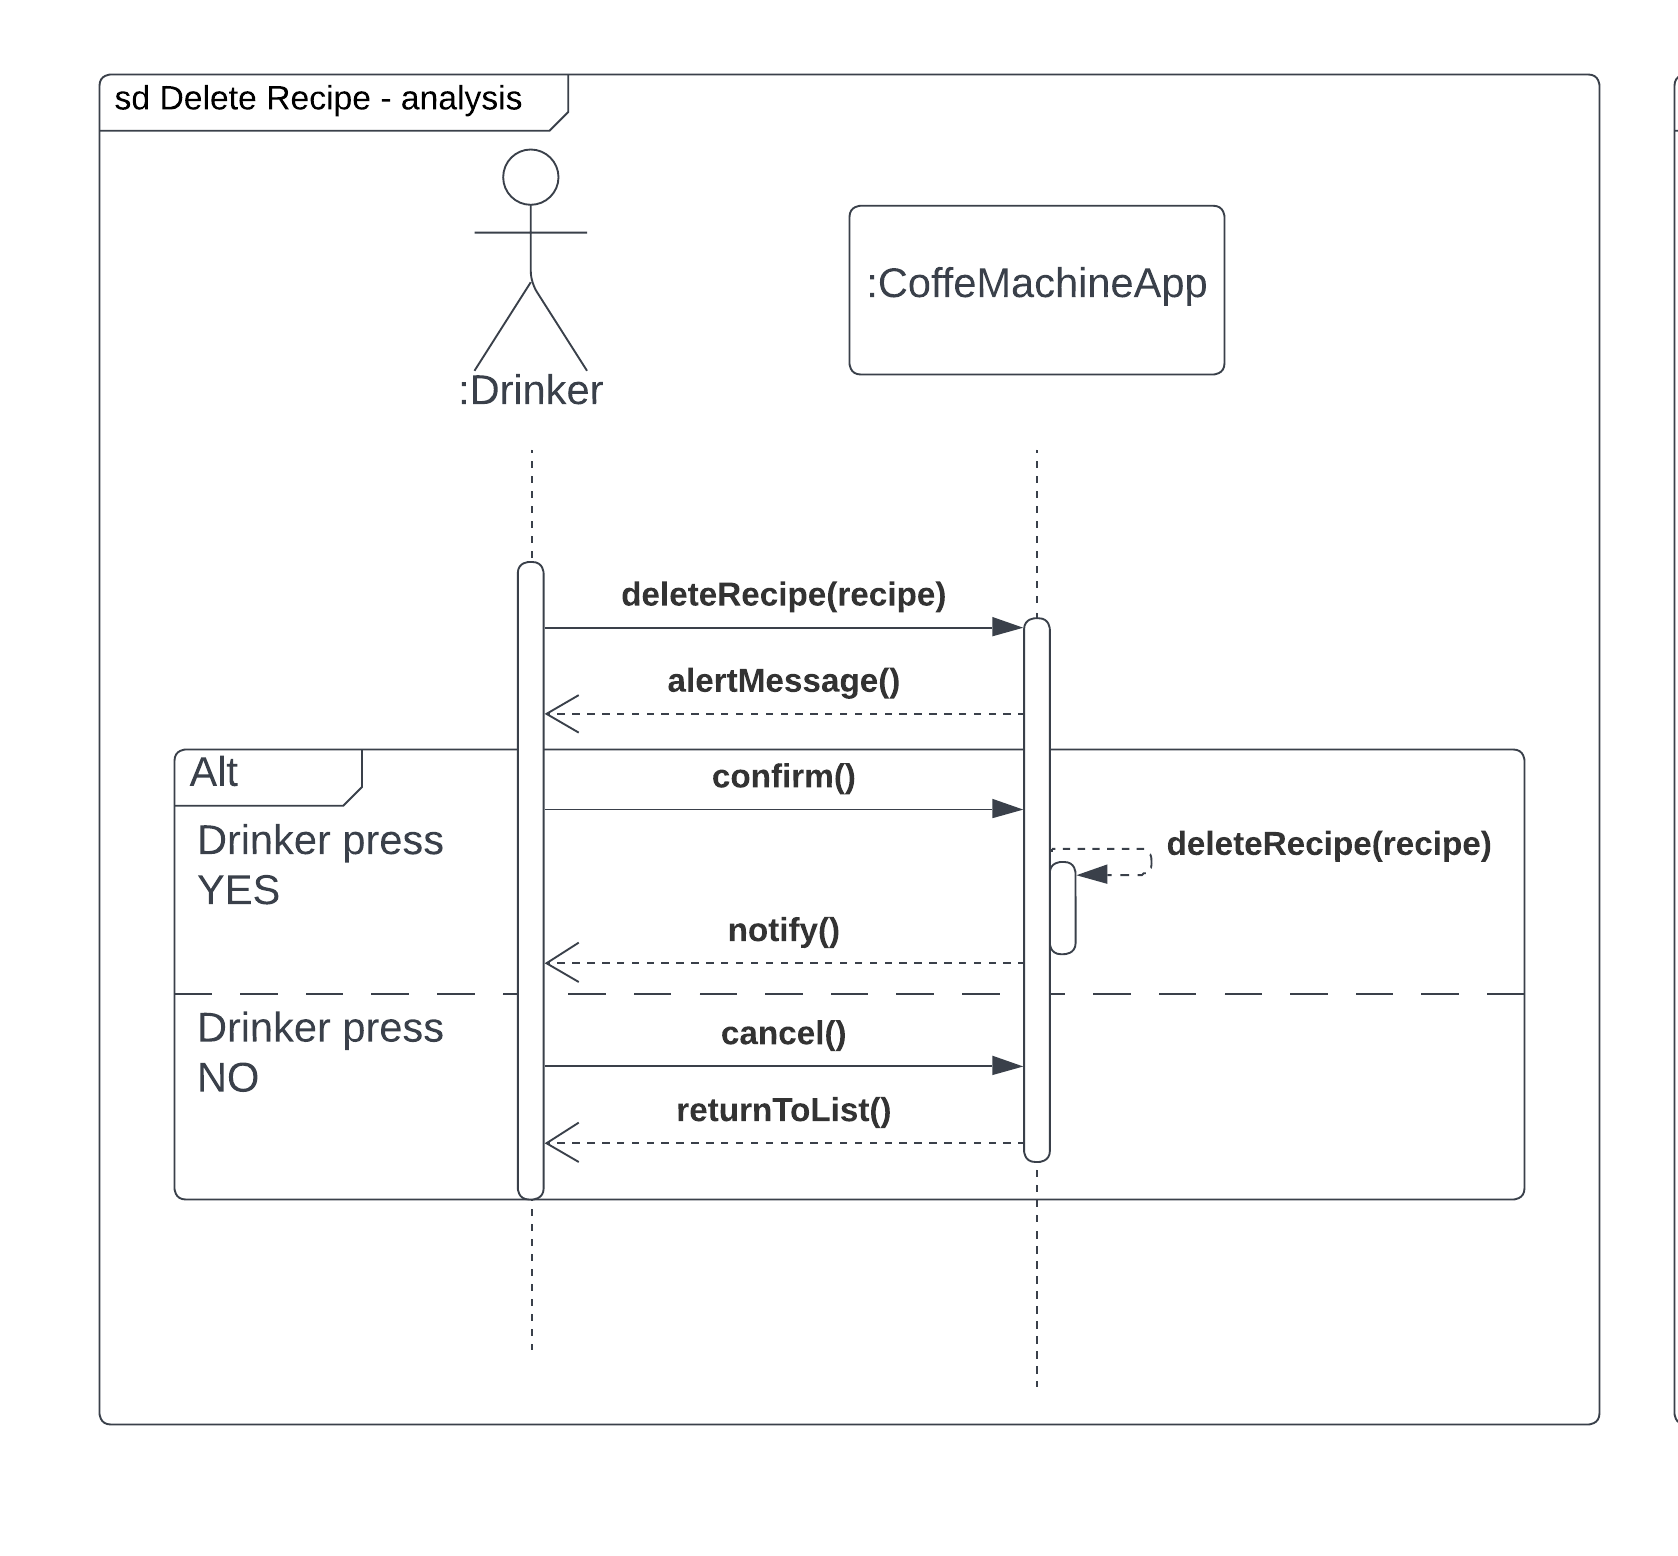 sd Delete Recipe - analysis
:CoffeMachineApp
:Drinker
deleteRecipe(recipe)
alertMessage()
Alt
confirm()
Drinker press
YES
deleteRecipe(recipe)
notify()
Drinker press
NO
cancel()
returnToList()